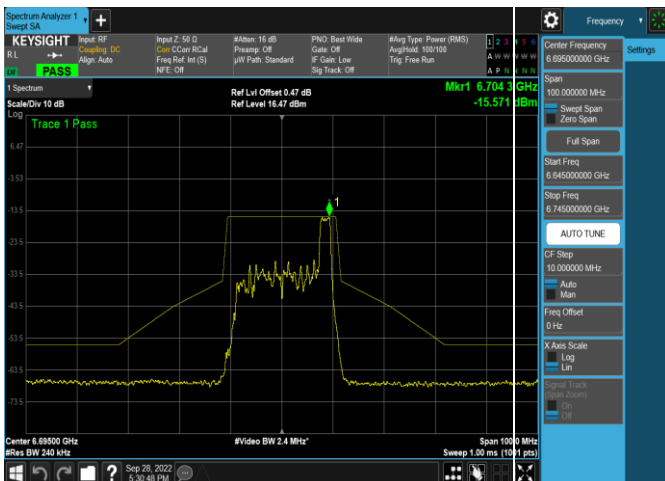 Spectrum Analyzer 1
Swept SA
+
Frequency
KEYSIGHT
R L
LW
PASS
Input: RF
Coupling: DC
Align: Auto
Input Z: 50 Ω
Corr CCorr RCal
Freq Ref: Int (S)
NFE: Off
#Atten: 16 dB
Preamp: Off
µW Path: Standard
PNO: Best Wide
Gate: Off
IF Gain: Low
Sig Track: Off
#Avg Type: Power (RMS)
Avg|Hold: 100/100
Trig: Free Run
1 2 3 4 5 6
A W W W W W
A P N N N N
1 Spectrum
Scale/Div 10 dB
Ref Lvl Offset 0.47 dB
Ref Level 16.47 dBm
Mkr1 6.704 3 GHz
-15.571 dBm
Log
Trace 1 Pass
6.47
-3.53
-13.5
-23.5
-33.5
-43.5
-53.5
-63.5
-73.5
1
Center 6.69500 GHz
#Res BW 240 kHz
#Video BW 2.4 MHz*
Span 100.0 MHz
Sweep 1.00 ms (1001 pts)
Sep 28, 2022
5:30:48 PM
Center Frequency
6.695000000 GHz
Settings
Span
100.000000 MHz
Swept Span
Zero Span
Full Span
Start Freq
6.645000000 GHz
Stop Freq
6.745000000 GHz
AUTO TUNE
CF Step
10.000000 MHz
Auto
Man
Freq Offset
0 Hz
X Axis Scale
Log
Lin
Signal Track
(Span Zoom)
On
Off